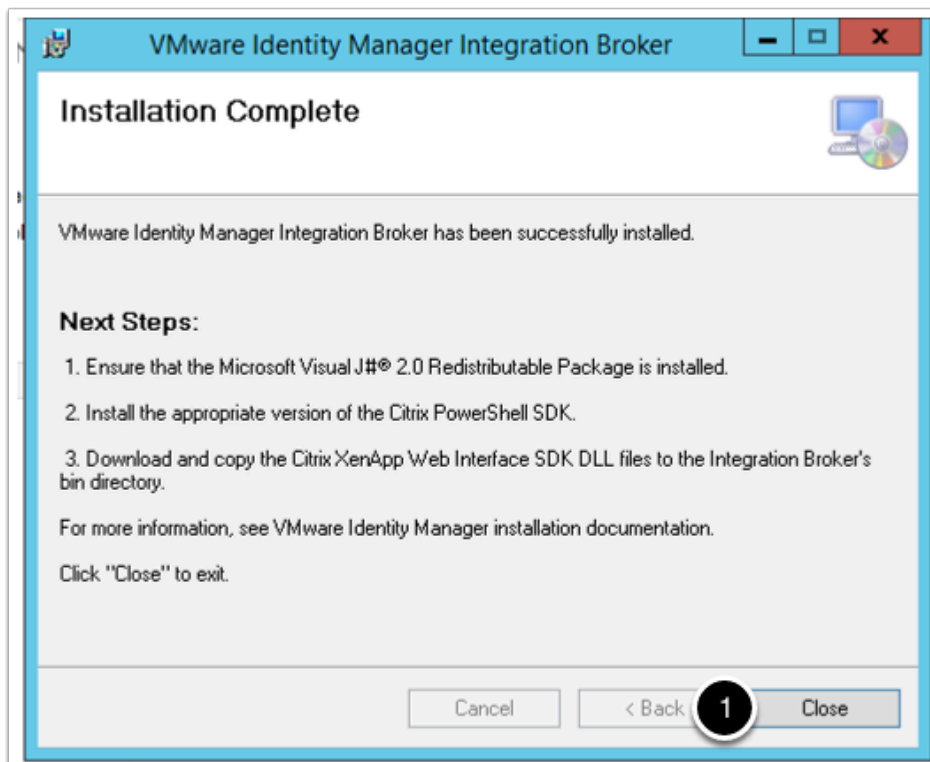 VMware Identity Manager Integration Broker
Installation Complete
VMware Identity Manager Integration Broker has been successfully installed.
Next Steps:
1. Ensure that the Microsoft Visual J#® 2.0 Redistributable Package is installed.
2. Install the appropriate version of the Citrix PowerShell SDK.
3. Download and copy the Citrix XenApp Web Interface SDK DLL files to the Integration Broker's
bin directory.
For more information, see VMware Identity Manager installation documentation.
Click "Close" to exit.
Cancel
< Back
1
Close